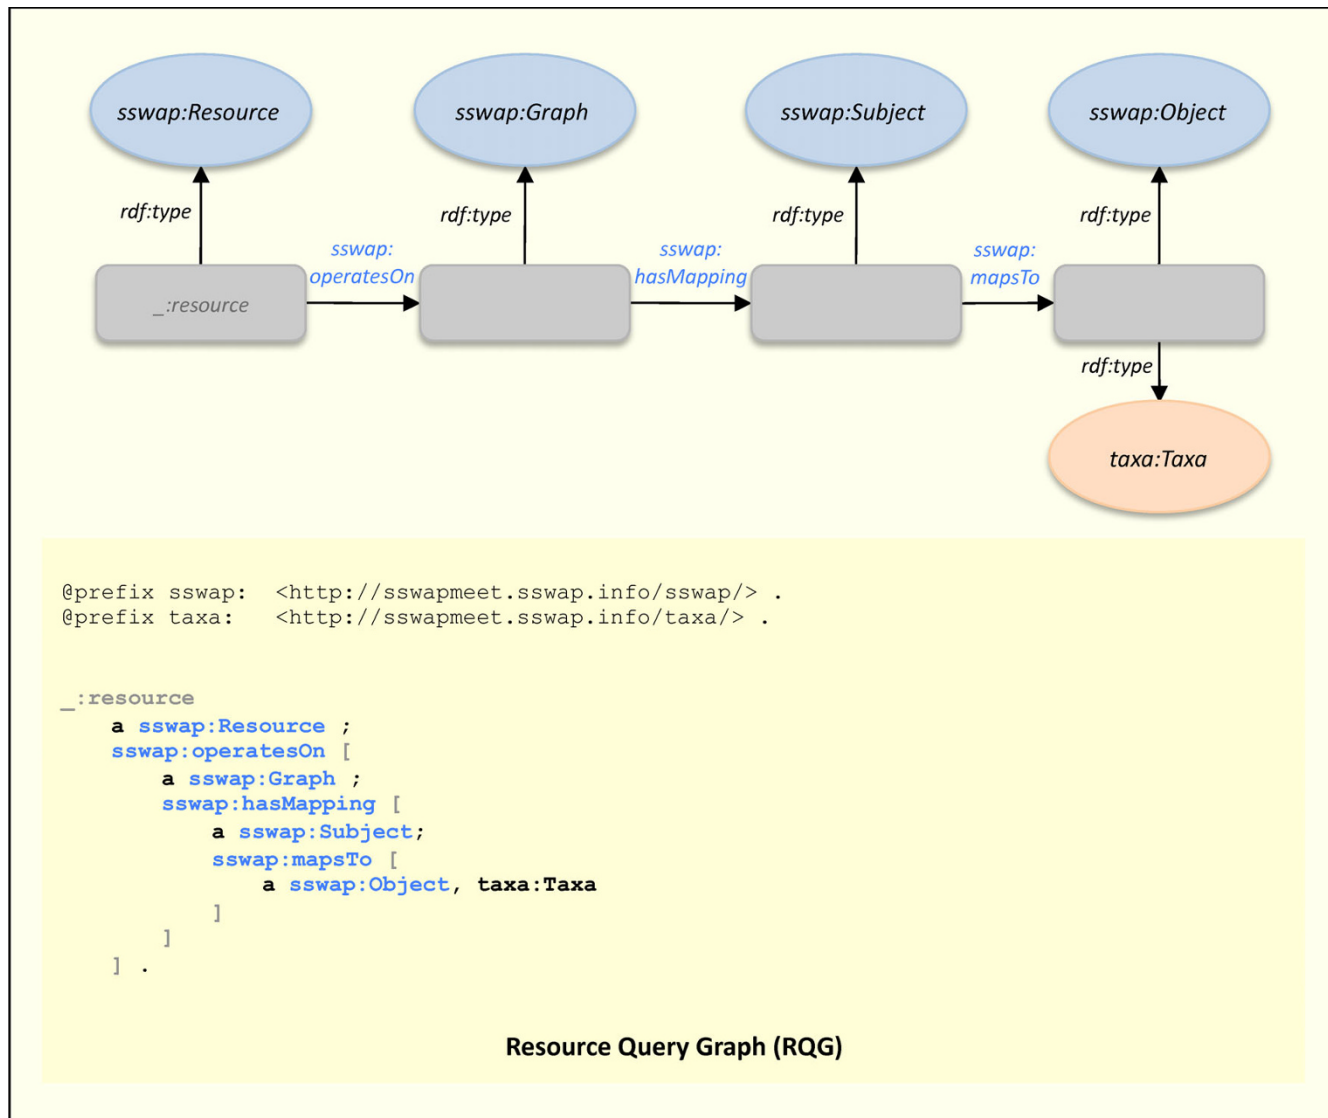 sswap:Resource
sswap:Graph
sswap:Subject
sswap:Object
rdf:type
rdf:type
rdf:type
rdf:type
sswap:
operatesOn
sswap:
hasMapping
sswap:
mapsTo
_:resource
rdf:type
taxa:Taxa
@prefix sswap:  <http://sswapmeet.sswap.info/sswap/> .
@prefix taxa:   <http://sswapmeet.sswap.info/taxa/> .
_:resource
    a sswap:Resource ;
    sswap:operatesOn [
        a sswap:Graph ;
        sswap:hasMapping [
            a sswap:Subject;
            sswap:mapsTo [
                a sswap:Object, taxa:Taxa
            ]
        ]
    ] .
Resource Query Graph (RQG)